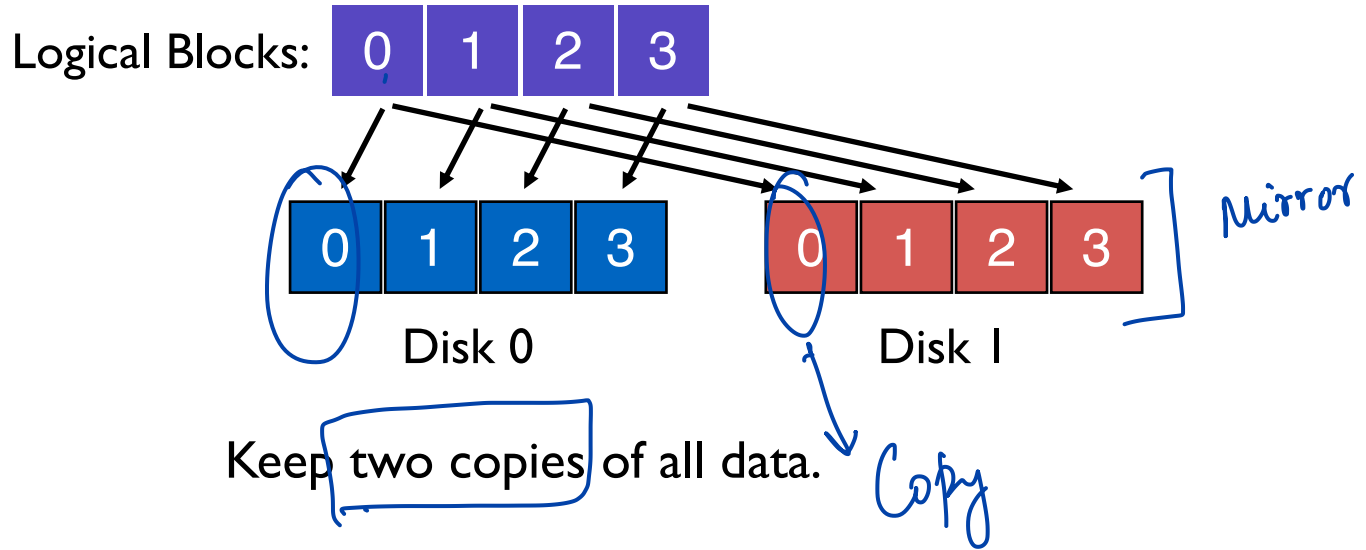 Logical Blocks: 0 1 2 3
0 1 2 3 0 1 2 3 Mirror
Disk 0 Disk 1
Keep two copies of all data.
Copy